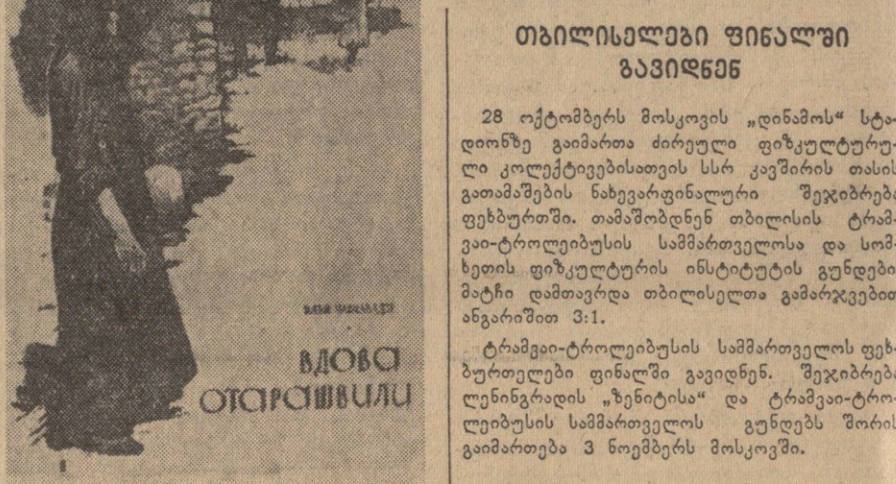 ВДОВА
ОТАРАШВИЛИ
თბილისელები ფინალში
გავიდნენ
28 ოქტომბერს მოსკოვის „დინამოს“ სტა-
დიონზე გაიმართა ძირეული ფიზკულტურუ-
ლი კოლექტივებისათვის სსრ კავშირის თასის
გათამაშების ნახევარფინალური შეჯიბრება
ფეხბურთში. თამაშობდნენ თბილისის ტრამ-
ვაი-ტროლეიბუსის სამმართველოსა და სომ-
ხეთის ფიზკულტურის ინსტიტუტის გუნდები
მატჩი დამთავრდა თბილისელთა გამარჯვებით
ანგარიშით 3:1.
ტრამვაი-ტროლეიბუსის სამმართველოს ფეხ-
ბურთელები ფინალში გავიდნენ. შეჯიბრება
ლენინგრადის „ზენიტისა“ და ტრამვაი-ტრო-
ლეიბუსის სამმართველოს გუნდებს შორის
გაიმართება 3 ნოემბერს მოსკოვში.